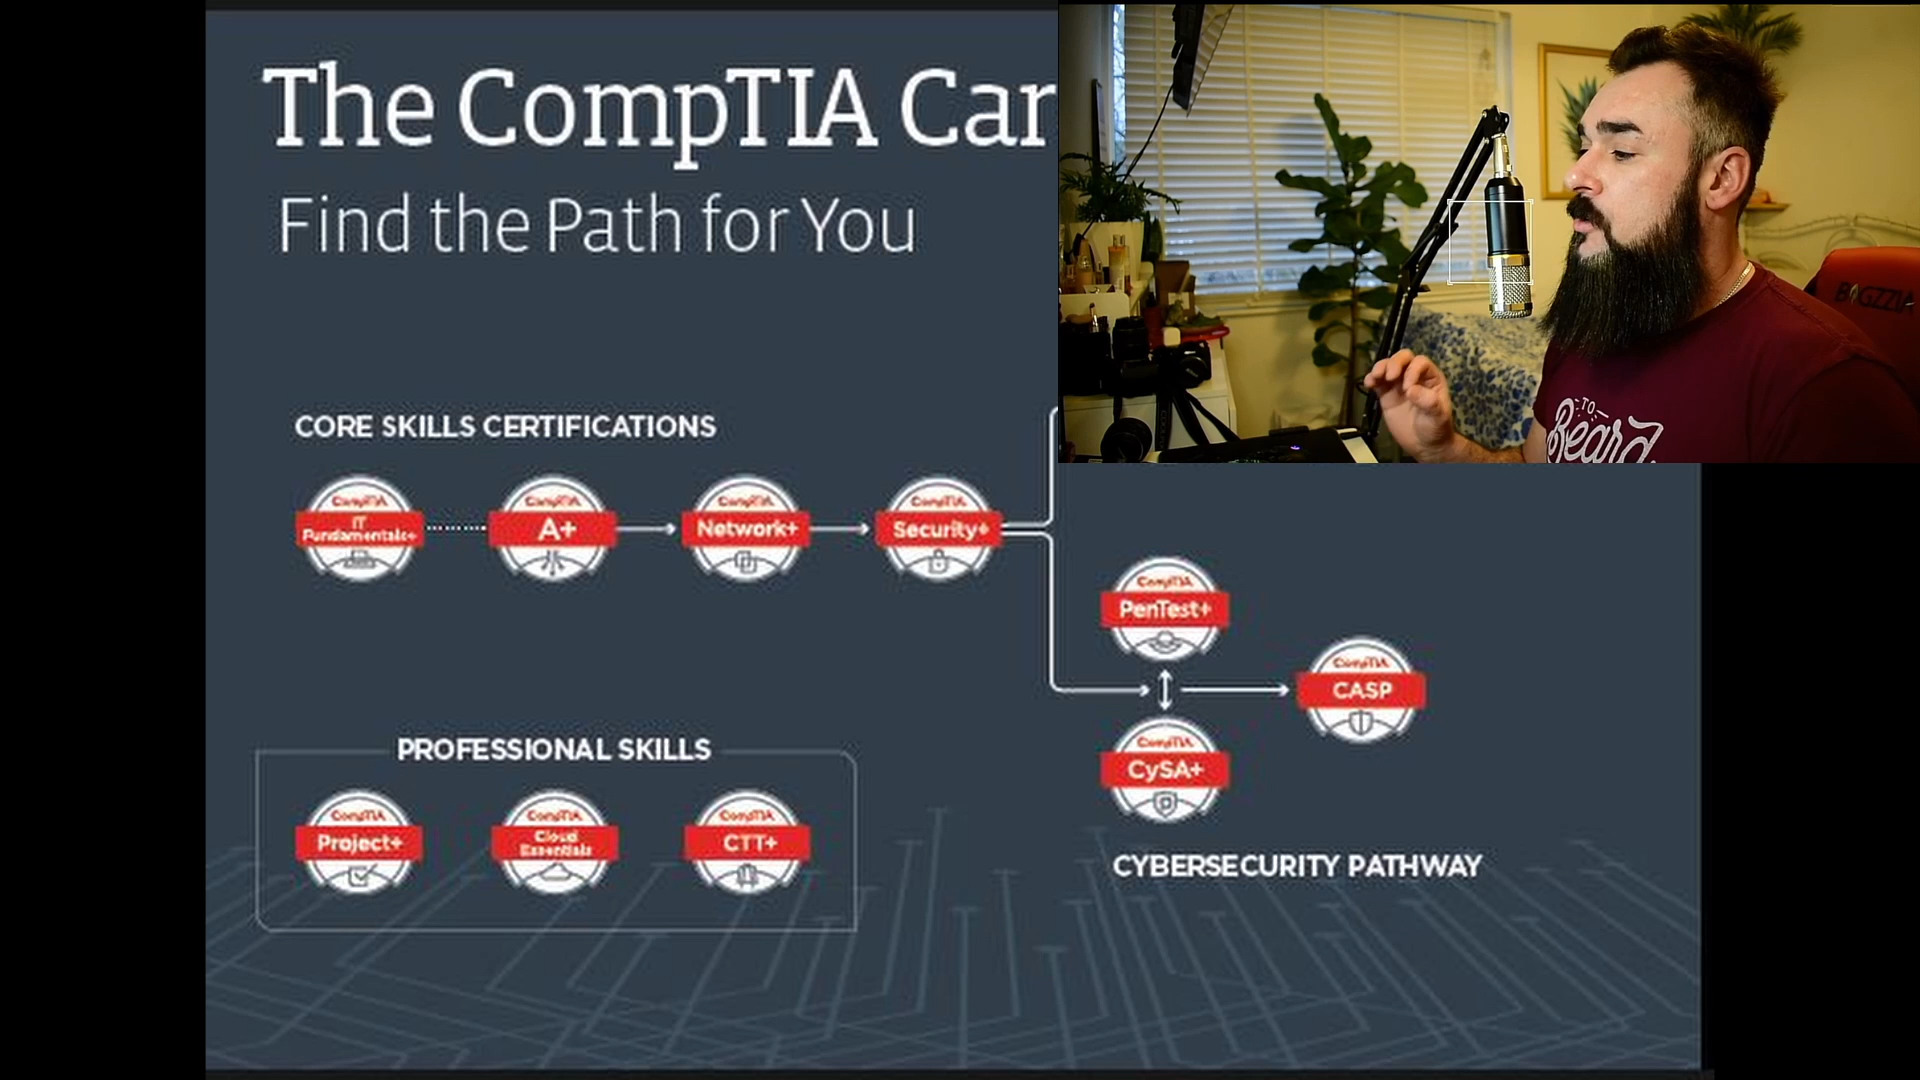 The CompTIA Car
Find the Path for You
CORE SKILLS CERTIFICATIONS
CompTIA
IT
Fundamentals+
CompTIA
A+
CompTIA
Network+
CompTIA
Security+
CompTIA
PenTest+
CompTIA
CASP
CompTIA
CySA+
CYBERSECURITY PATHWAY
PROFESSIONAL SKILLS
CompTIA
Project+
CompTIA
Cloud
Essentials
CompTIA
CTT+
TO
Beard